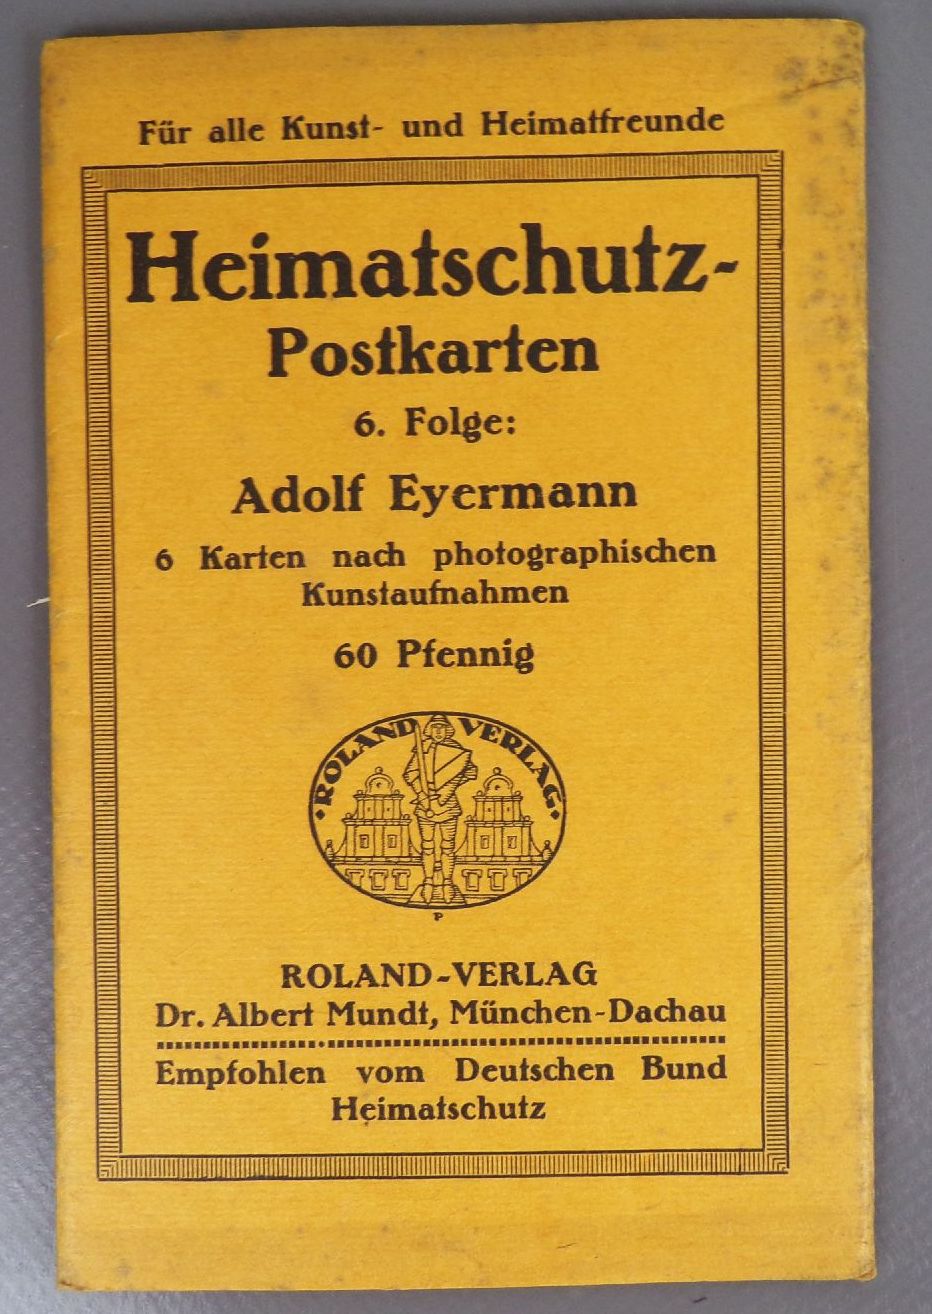 Für alle Kunst- und Heimatfreunde
Heimatschutz-
Postkarten
6. Folge:
Adolf Eyermann
6 Karten nach photographischen
Kunstaufnahmen
60 Pfennig
ROLAND VERLAG
P
ROLAND-VERLAG
Dr. Albert Mundt, München-Dachau
Empfohlen vom Deutschen Bund
Heimatschutz